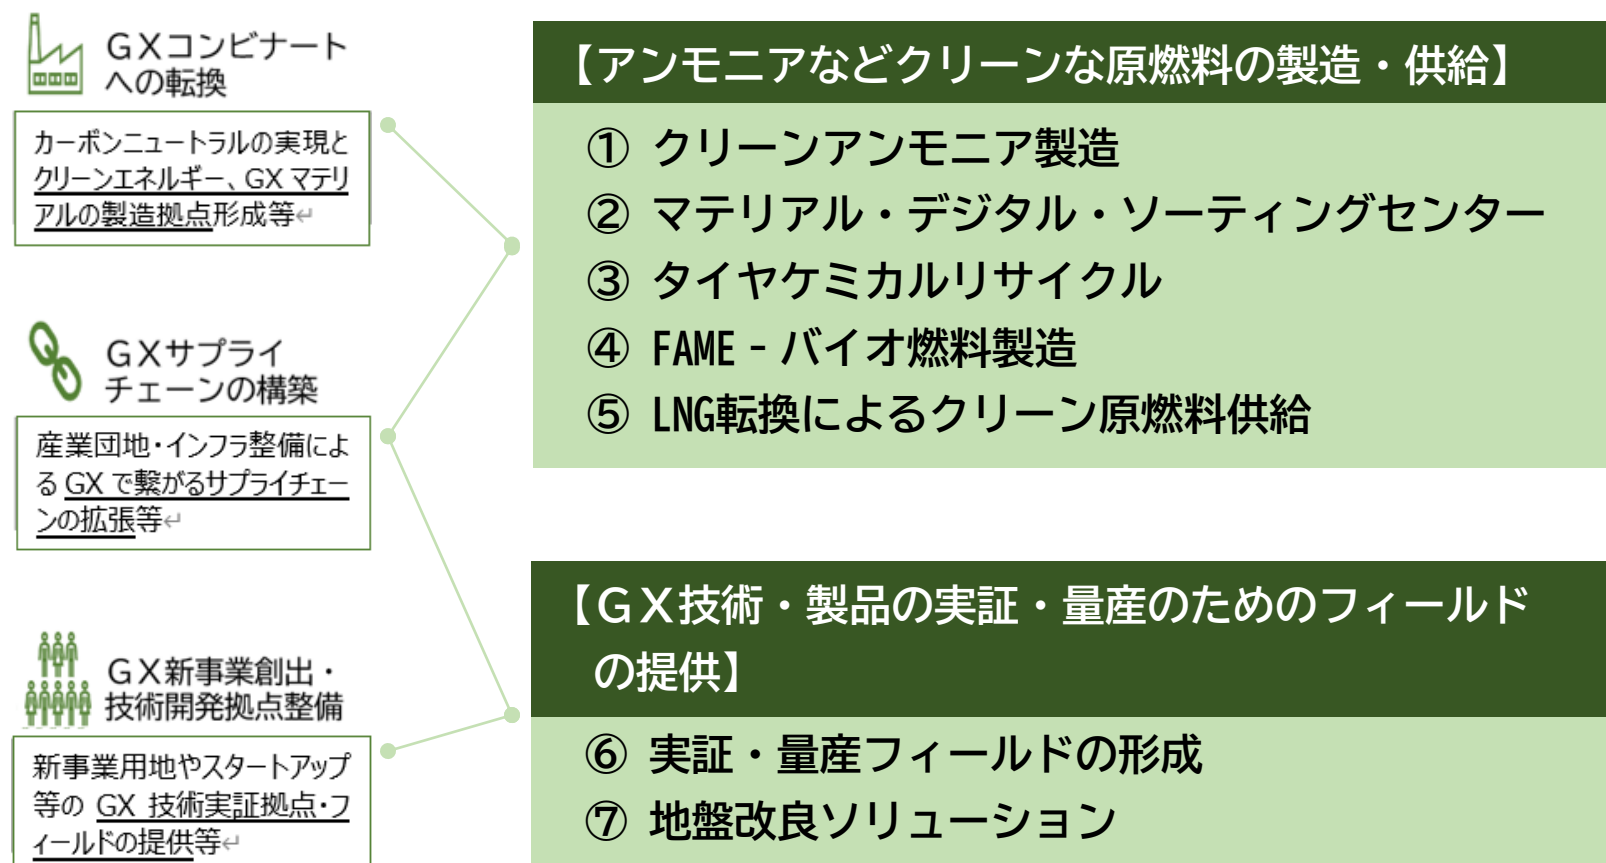 GXコンビナート
への転換
カーボンニュートラルの実現と
クリーンエネルギー、GX マテリ
アルの製造拠点形成等↵
GXサプライ
チェーンの構築
産業団地・インフラ整備によ
る GX で繋がるサプライチェー
ンの拡張等↵
GX新事業創出・
技術開発拠点整備
新事業用地やスタートアップ
等の GX 技術実証拠点・フ
ィールドの提供等↵
【アンモニアなどクリーンな原燃料の製造・供給】
① クリーンアンモニア製造
② マテリアル・デジタル・ソーティングセンター
③ タイヤケミカルリサイクル
④ FAME‐バイオ燃料製造
⑤ LNG転換によるクリーン原燃料供給
【GX技術・製品の実証・量産のためのフィールド
の提供】
⑥ 実証・量産フィールドの形成
⑦ 地盤改良ソリューション